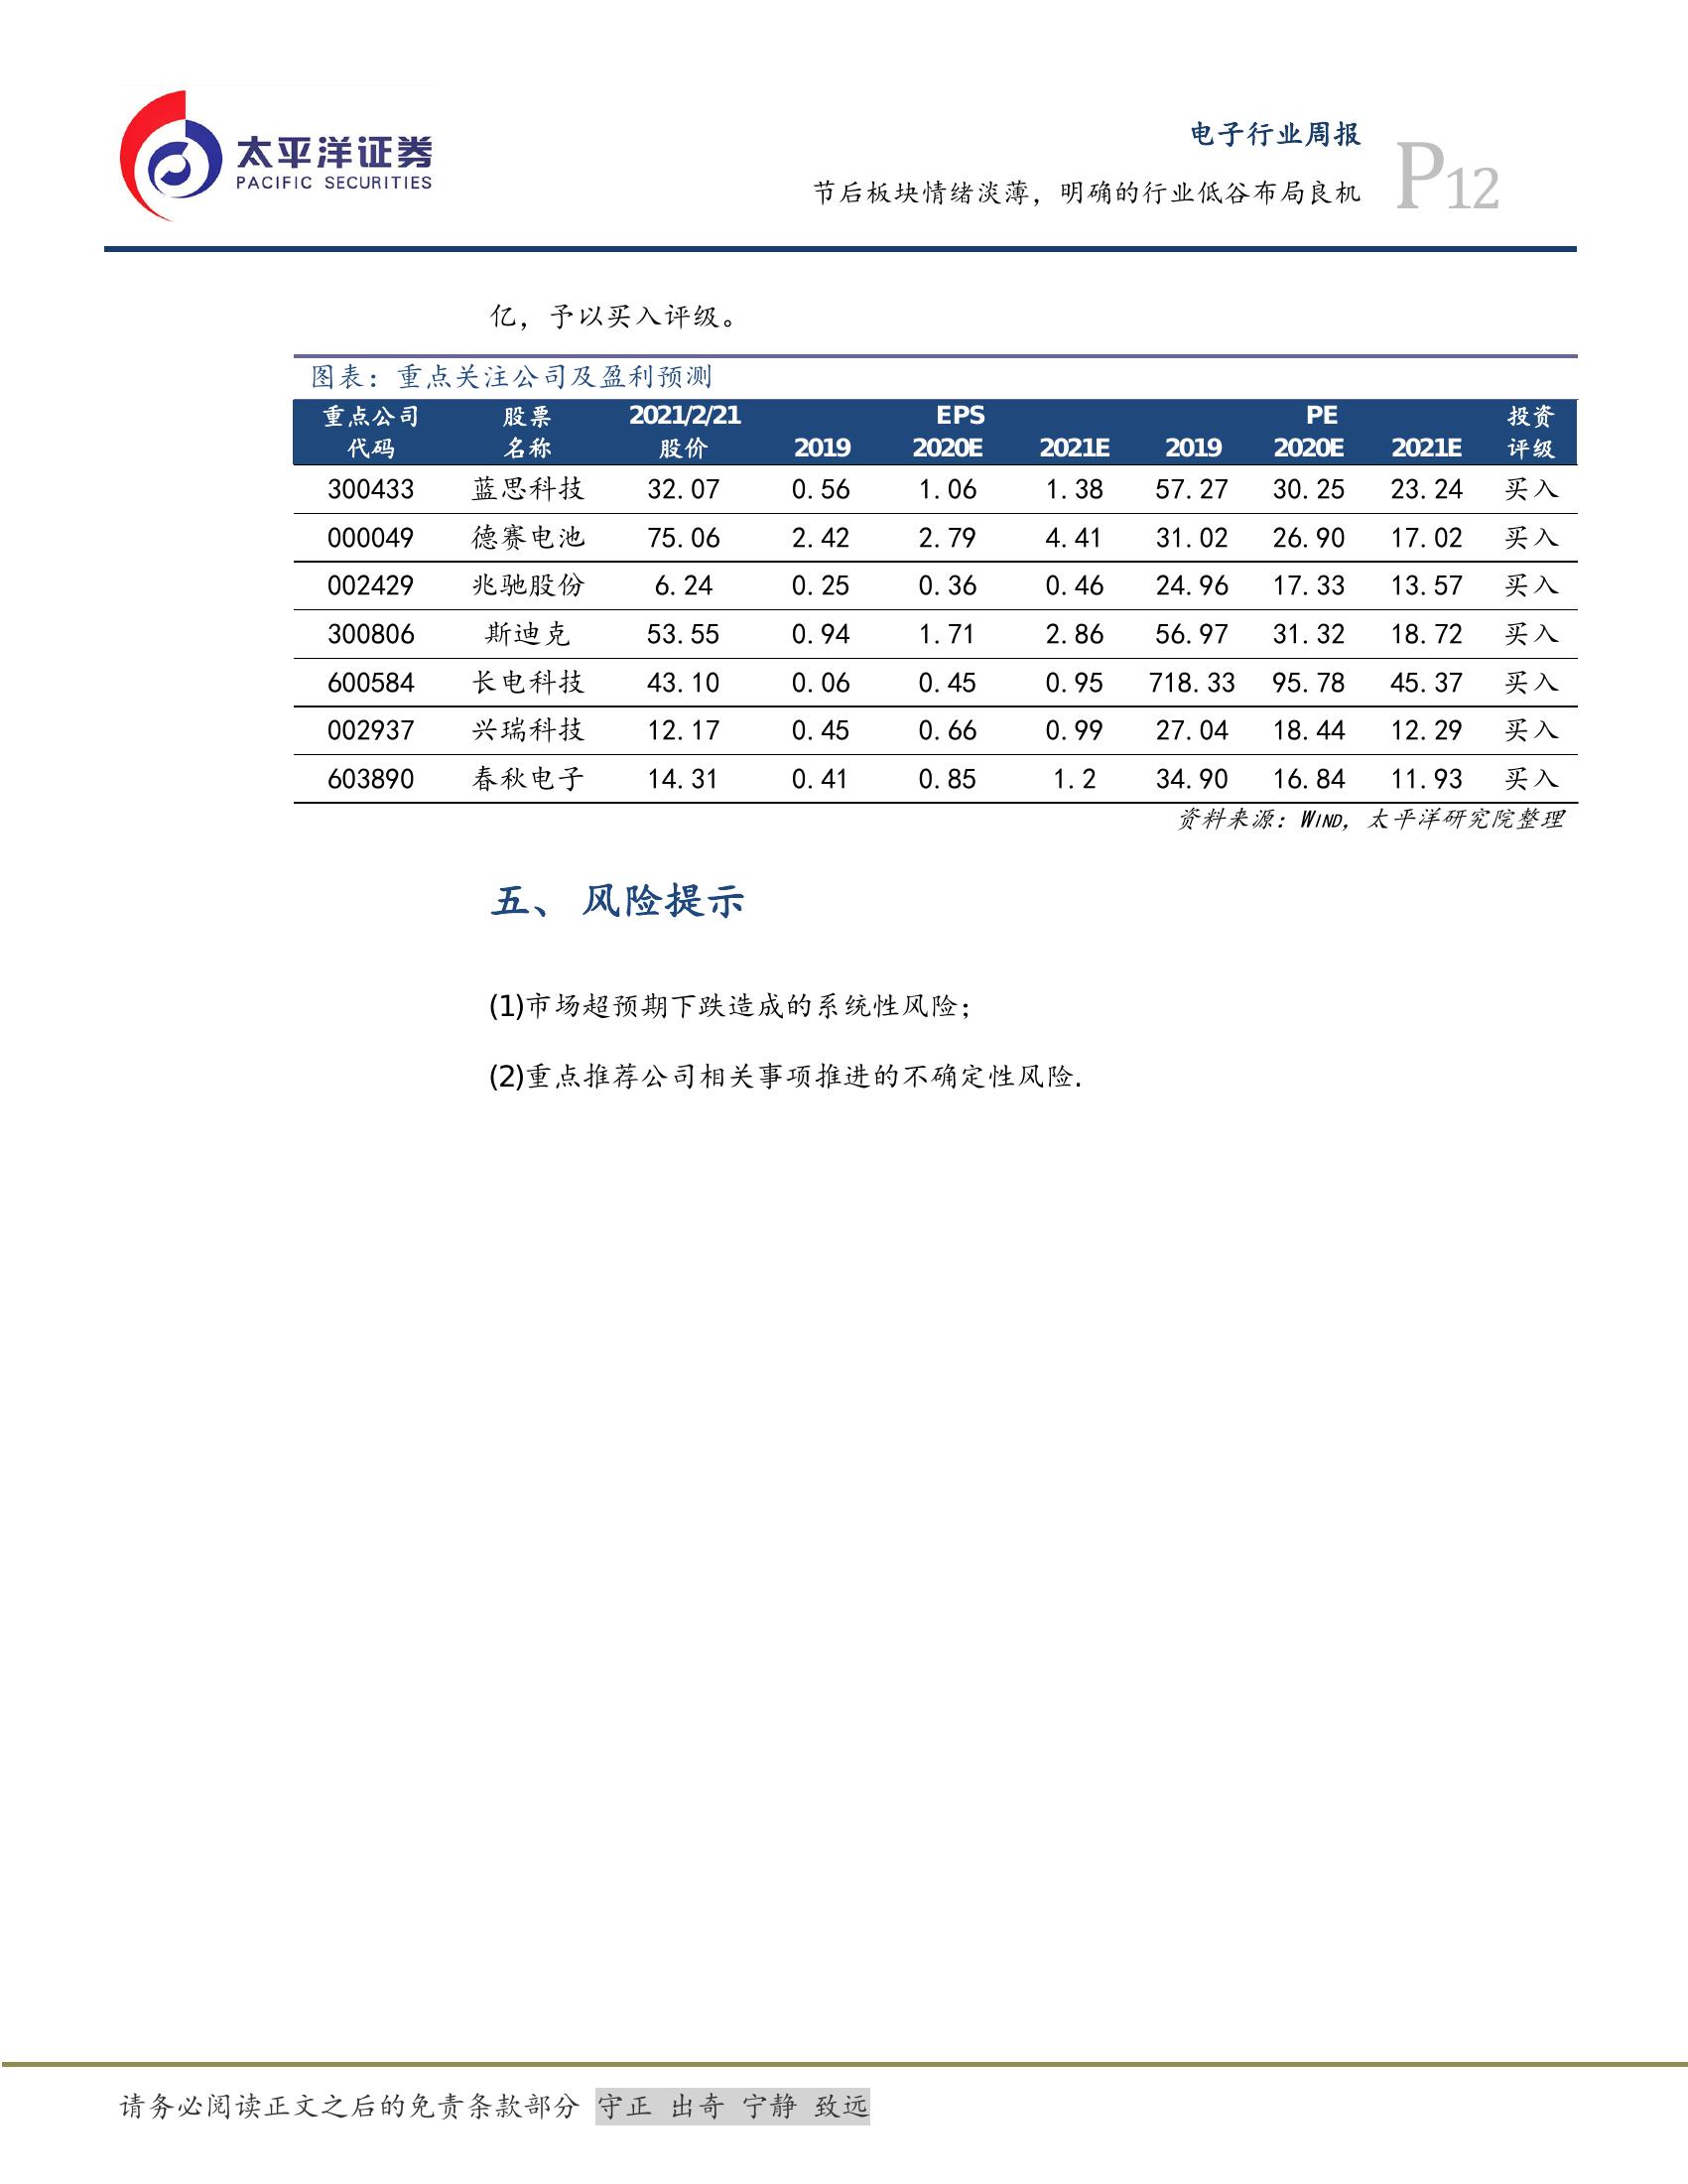 太平洋证券
PACIFIC SECURITIES
电子行业周报
节后板块情绪淡薄，明确的行业低谷布局良机
P12
亿，予以买入评级。
图表：重点关注公司及盈利预测
重点公司 股票 2021/2/21 EPS PE 投资
代码 名称 股价 2019 2020E 2021E 2019 2020E 2021E 评级
300433 蓝思科技 32.07 0.56 1.06 1.38 57.27 30.25 23.24 买入
000049 德赛电池 75.06 2.42 2.79 4.41 31.02 26.90 17.02 买入
002429 兆驰股份 6.24 0.25 0.36 0.46 24.96 17.33 13.57 买入
300806 斯迪克 53.55 0.94 1.71 2.86 56.97 31.32 18.72 买入
600584 长电科技 43.10 0.06 0.45 0.95 718.33 95.78 45.37 买入
002937 兴瑞科技 12.17 0.45 0.66 0.99 27.04 18.44 12.29 买入
603890 春秋电子 14.31 0.41 0.85 1.2 34.90 16.84 11.93 买入
资料来源：WIND，太平洋研究院整理
五、 风险提示
(1)市场超预期下跌造成的系统性风险；
(2)重点推荐公司相关事项推进的不确定性风险.
请务必阅读正文之后的免责条款部分 守正 出奇 宁静 致远